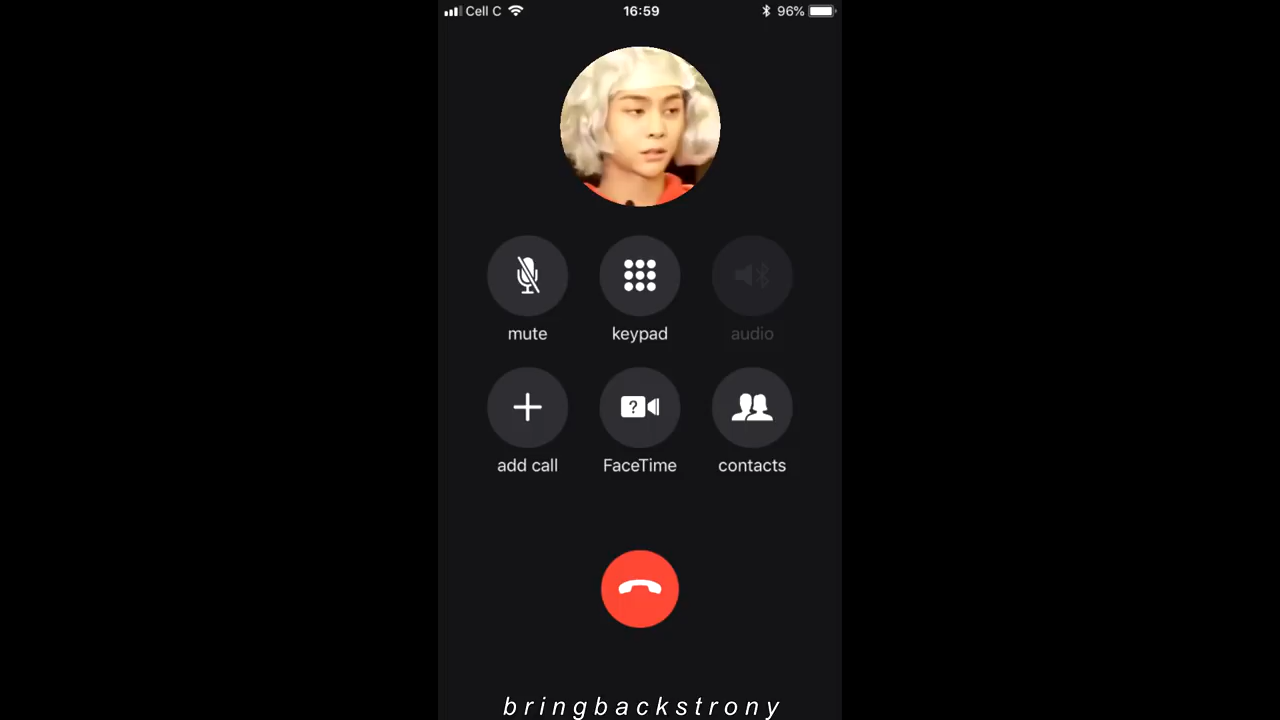 Cell C 16:59 96%
mute keypad audio
?
add call FaceTime contacts
bringbackstrony